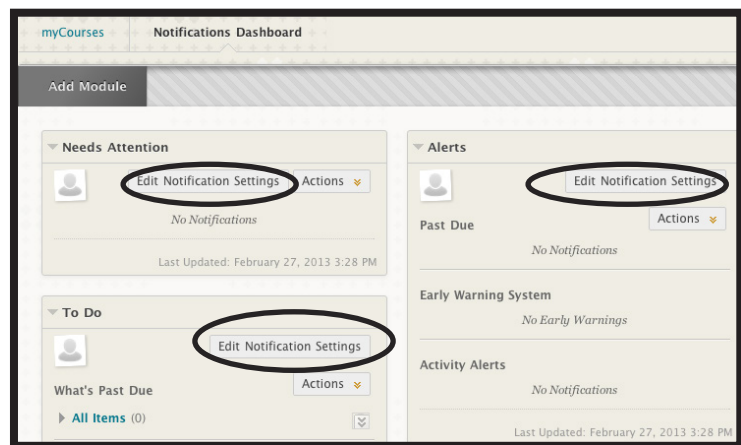 myCourses Notifications Dashboard
Add Module
Needs Attention
Edit Notification Settings Actions
No Notifications
Last Updated: February 27, 2013 3:28 PM
To Do
Edit Notification Settings
Actions
What's Past Due
All Items (0)
Alerts
Edit Notification Settings
Actions
Past Due
No Notifications
Early Warning System
No Early Warnings
Activity Alerts
No Notifications
Last Updated: February 27, 2013 3:28 PM